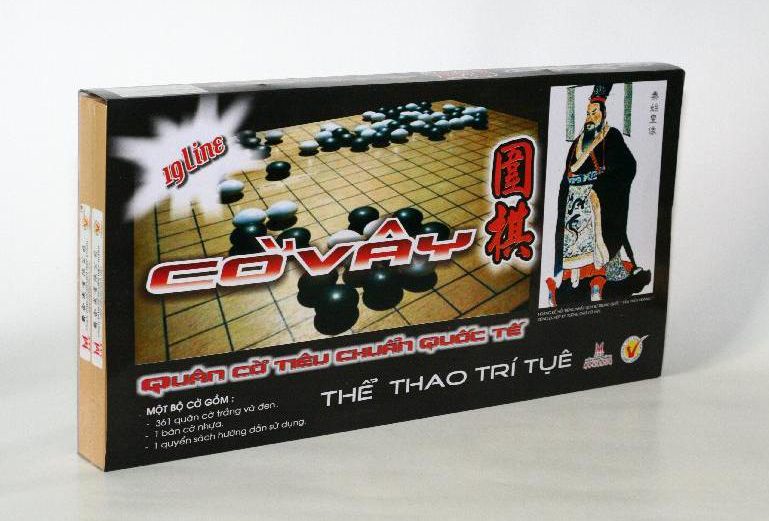 19 Line
CỜ VÂY
圍棋
秦始皇像
QUÂN CỜ TIÊU CHUẨN QUỐC TẾ
THỂ THAO TRÍ TUỆ
MỘT BỘ CỜ GỒM :
- 361 quân cờ trắng và đen.
- 1 bàn cờ nhựa.
- 1 quyển sách hướng dẫn sử dụng.